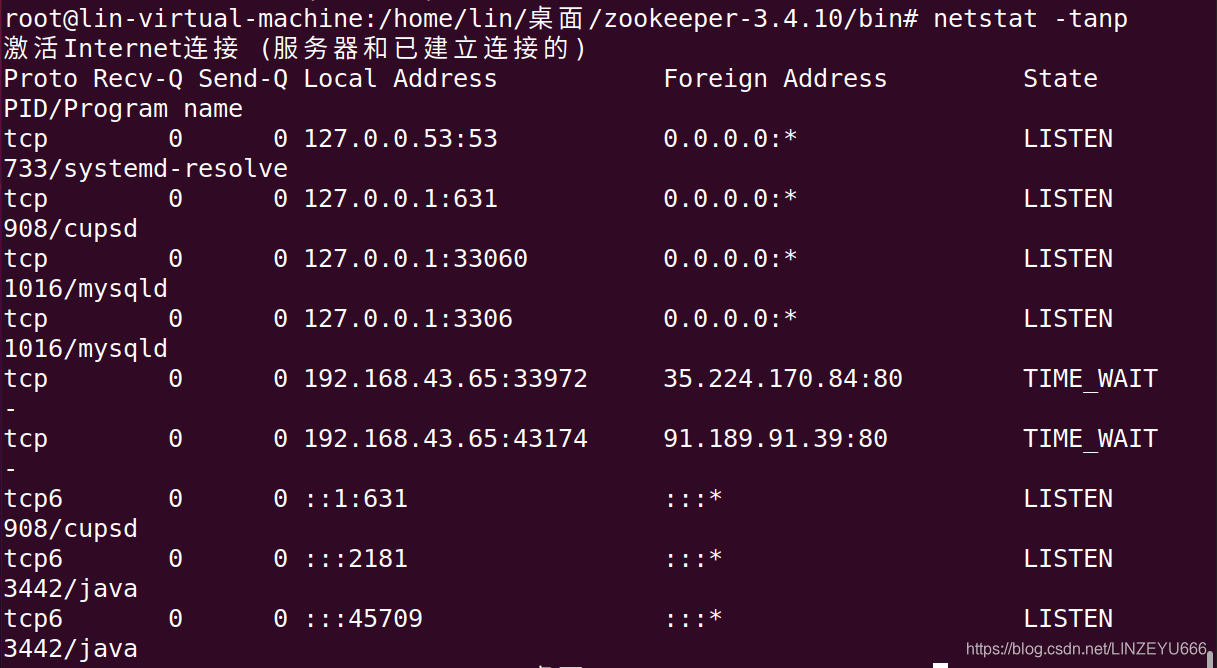 root@lin-virtual-machine:/home/lin/桌面/zookeeper-3.4.10/bin# netstat -tanp
激活Internet连接 (服务器和已建立连接的)
Proto Recv-Q Send-Q Local Address           Foreign Address         State
PID/Program name
tcp        0      0 127.0.0.53:53           0.0.0.0:*               LISTEN
733/systemd-resolve
tcp        0      0 127.0.0.1:631           0.0.0.0:*               LISTEN
908/cupsd
tcp        0      0 127.0.0.1:33060         0.0.0.0:*               LISTEN
1016/mysqld
tcp        0      0 127.0.0.1:3306          0.0.0.0:*               LISTEN
1016/mysqld
tcp        0      0 192.168.43.65:33972     35.224.170.84:80        TIME_WAIT
-
tcp        0      0 192.168.43.65:43174     91.189.91.39:80         TIME_WAIT
-
tcp6       0      0 ::1:631                 :::*                    LISTEN
908/cupsd
tcp6       0      0 :::2181                 :::*                    LISTEN
3442/java
tcp6       0      0 :::45709                :::*                    LISTEN
3442/java
https://blog.csdn.net/LINZEYU666